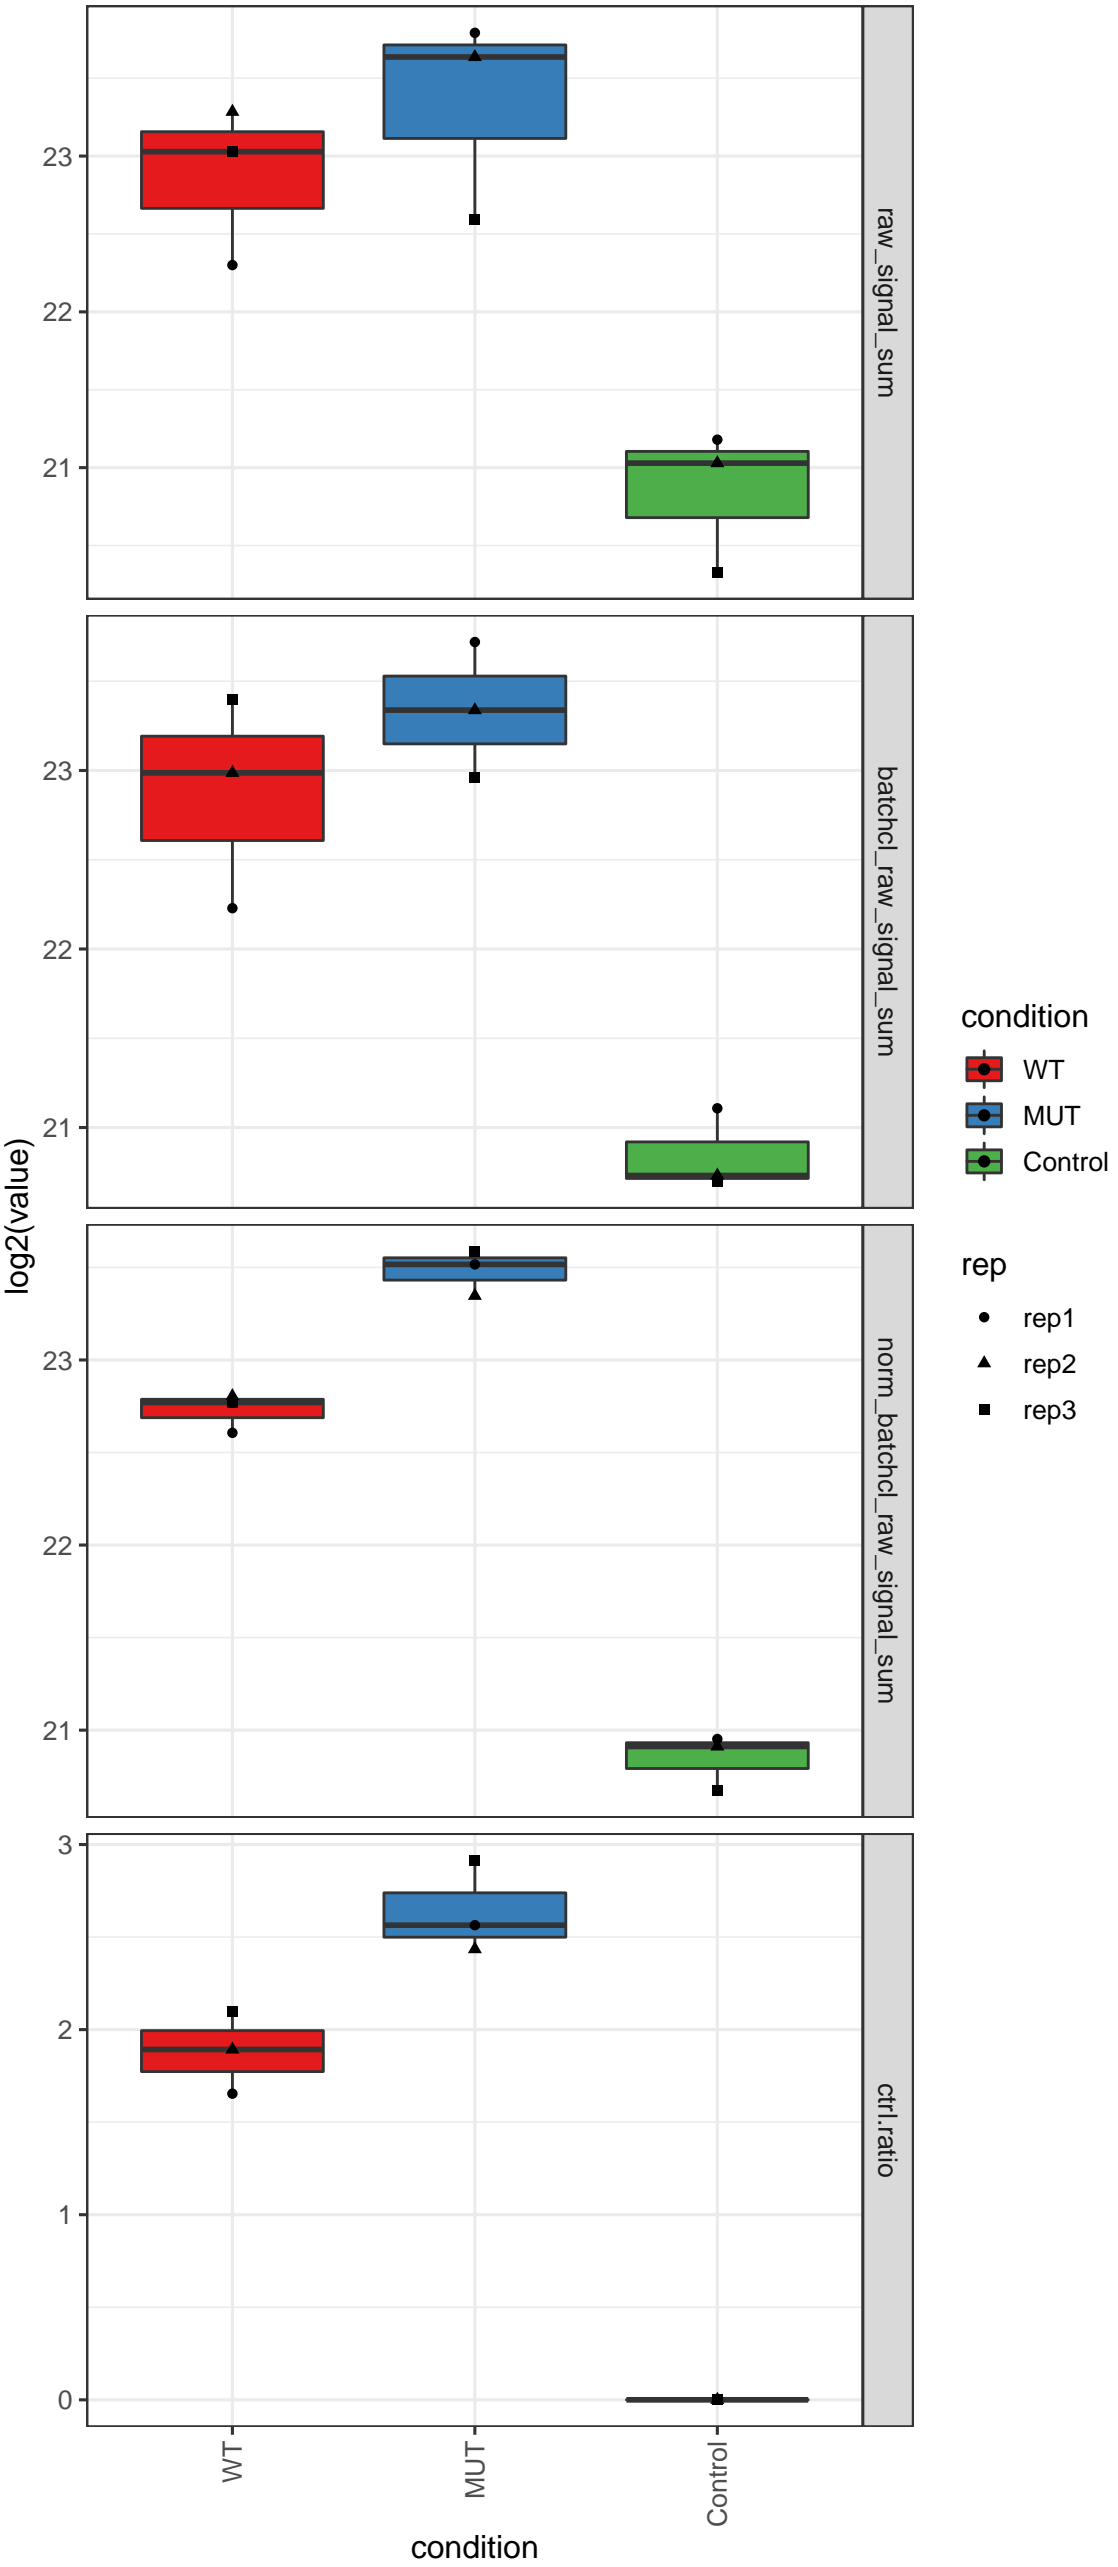 23
22
21
raw_signal_sum
23
22
21
batchcl_raw_signal_sum
23
22
21
norm_batchcl_raw_signal_sum
3
2
1
0
ctrl.ratio
log2(value)
WT
MUT
Control
condition
condition
WT
MUT
Control
rep
rep1
rep2
rep3